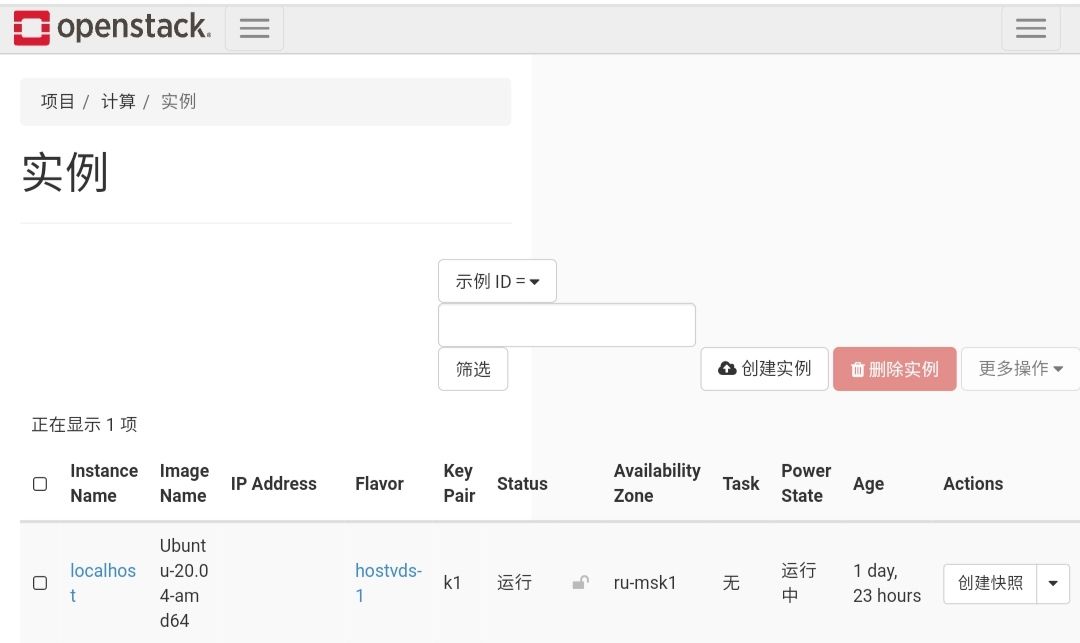 openstack.
项目 / 计算 / 实例
实例
示例 ID =
筛选
创建实例 删除实例 更多操作
正在显示 1 项
Instance Name Image Name IP Address Flavor Key Pair Status Availability Zone Task Power State Age Actions
localhost Ubuntu-20.04-amd64 hostvds-1 k1 运行 ru-msk1 无 运行中 1 day, 23 hours 创建快照